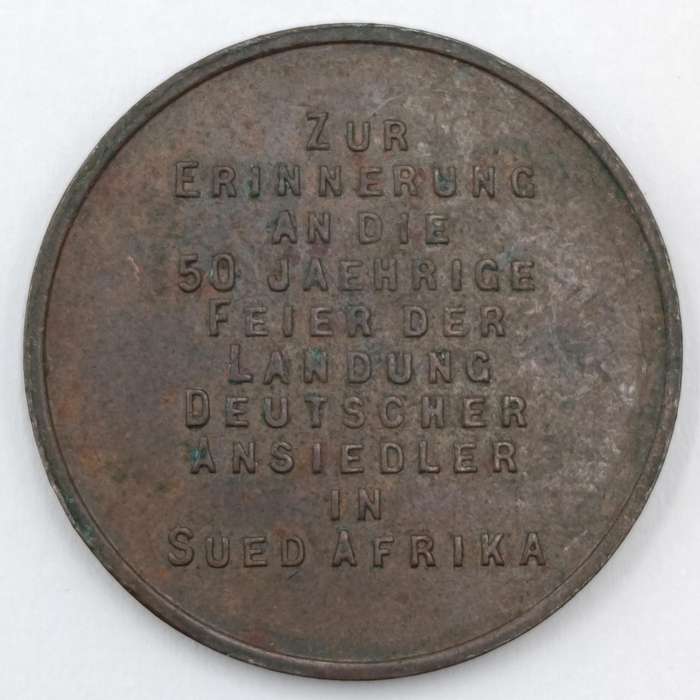 ZUR
ERINNERUNG
AN DIE
50 JAEHRIGE
FEIER DER
LANDUNG
DEUTSCHER
ANSIEDLER
IN
SUED AFRIKA